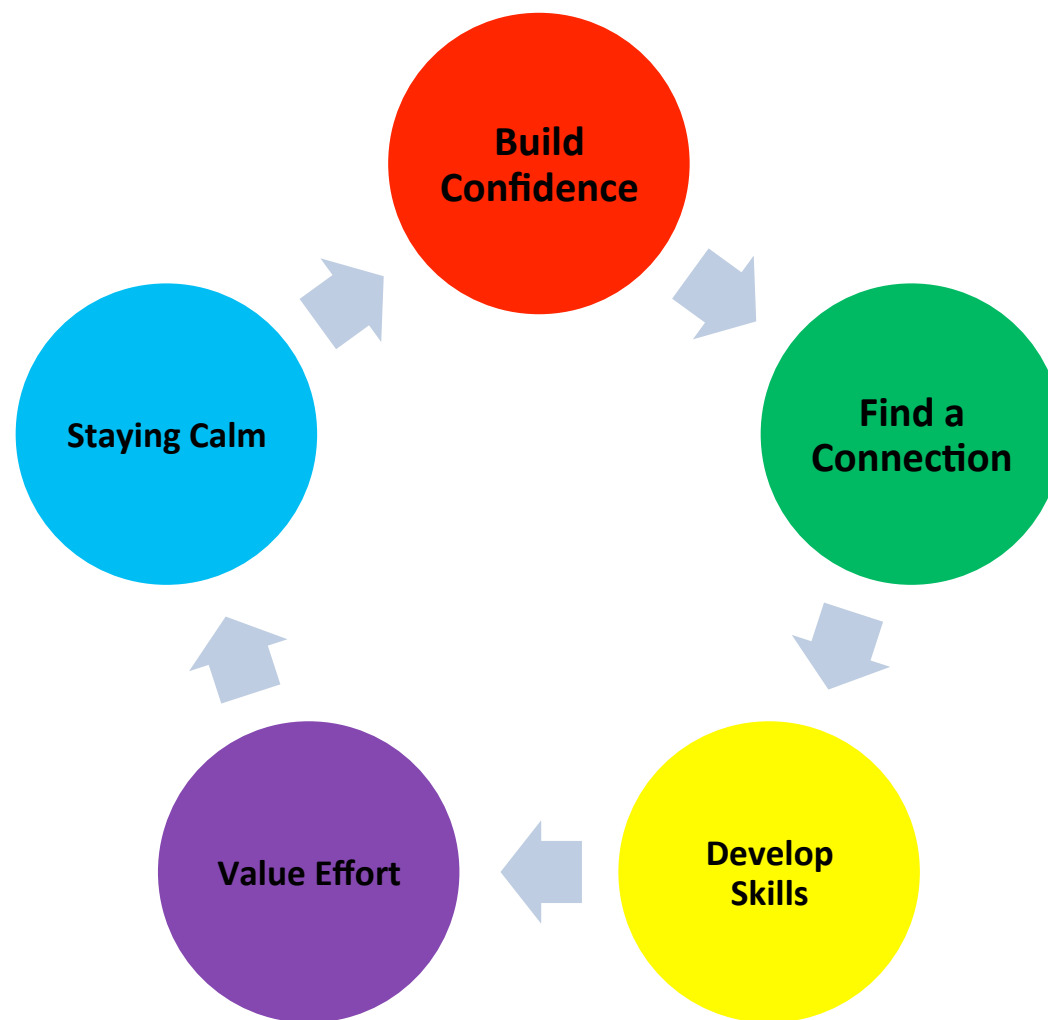 Build
Confidence
Find a
Connection
Develop
Skills
Value Effort
Staying Calm